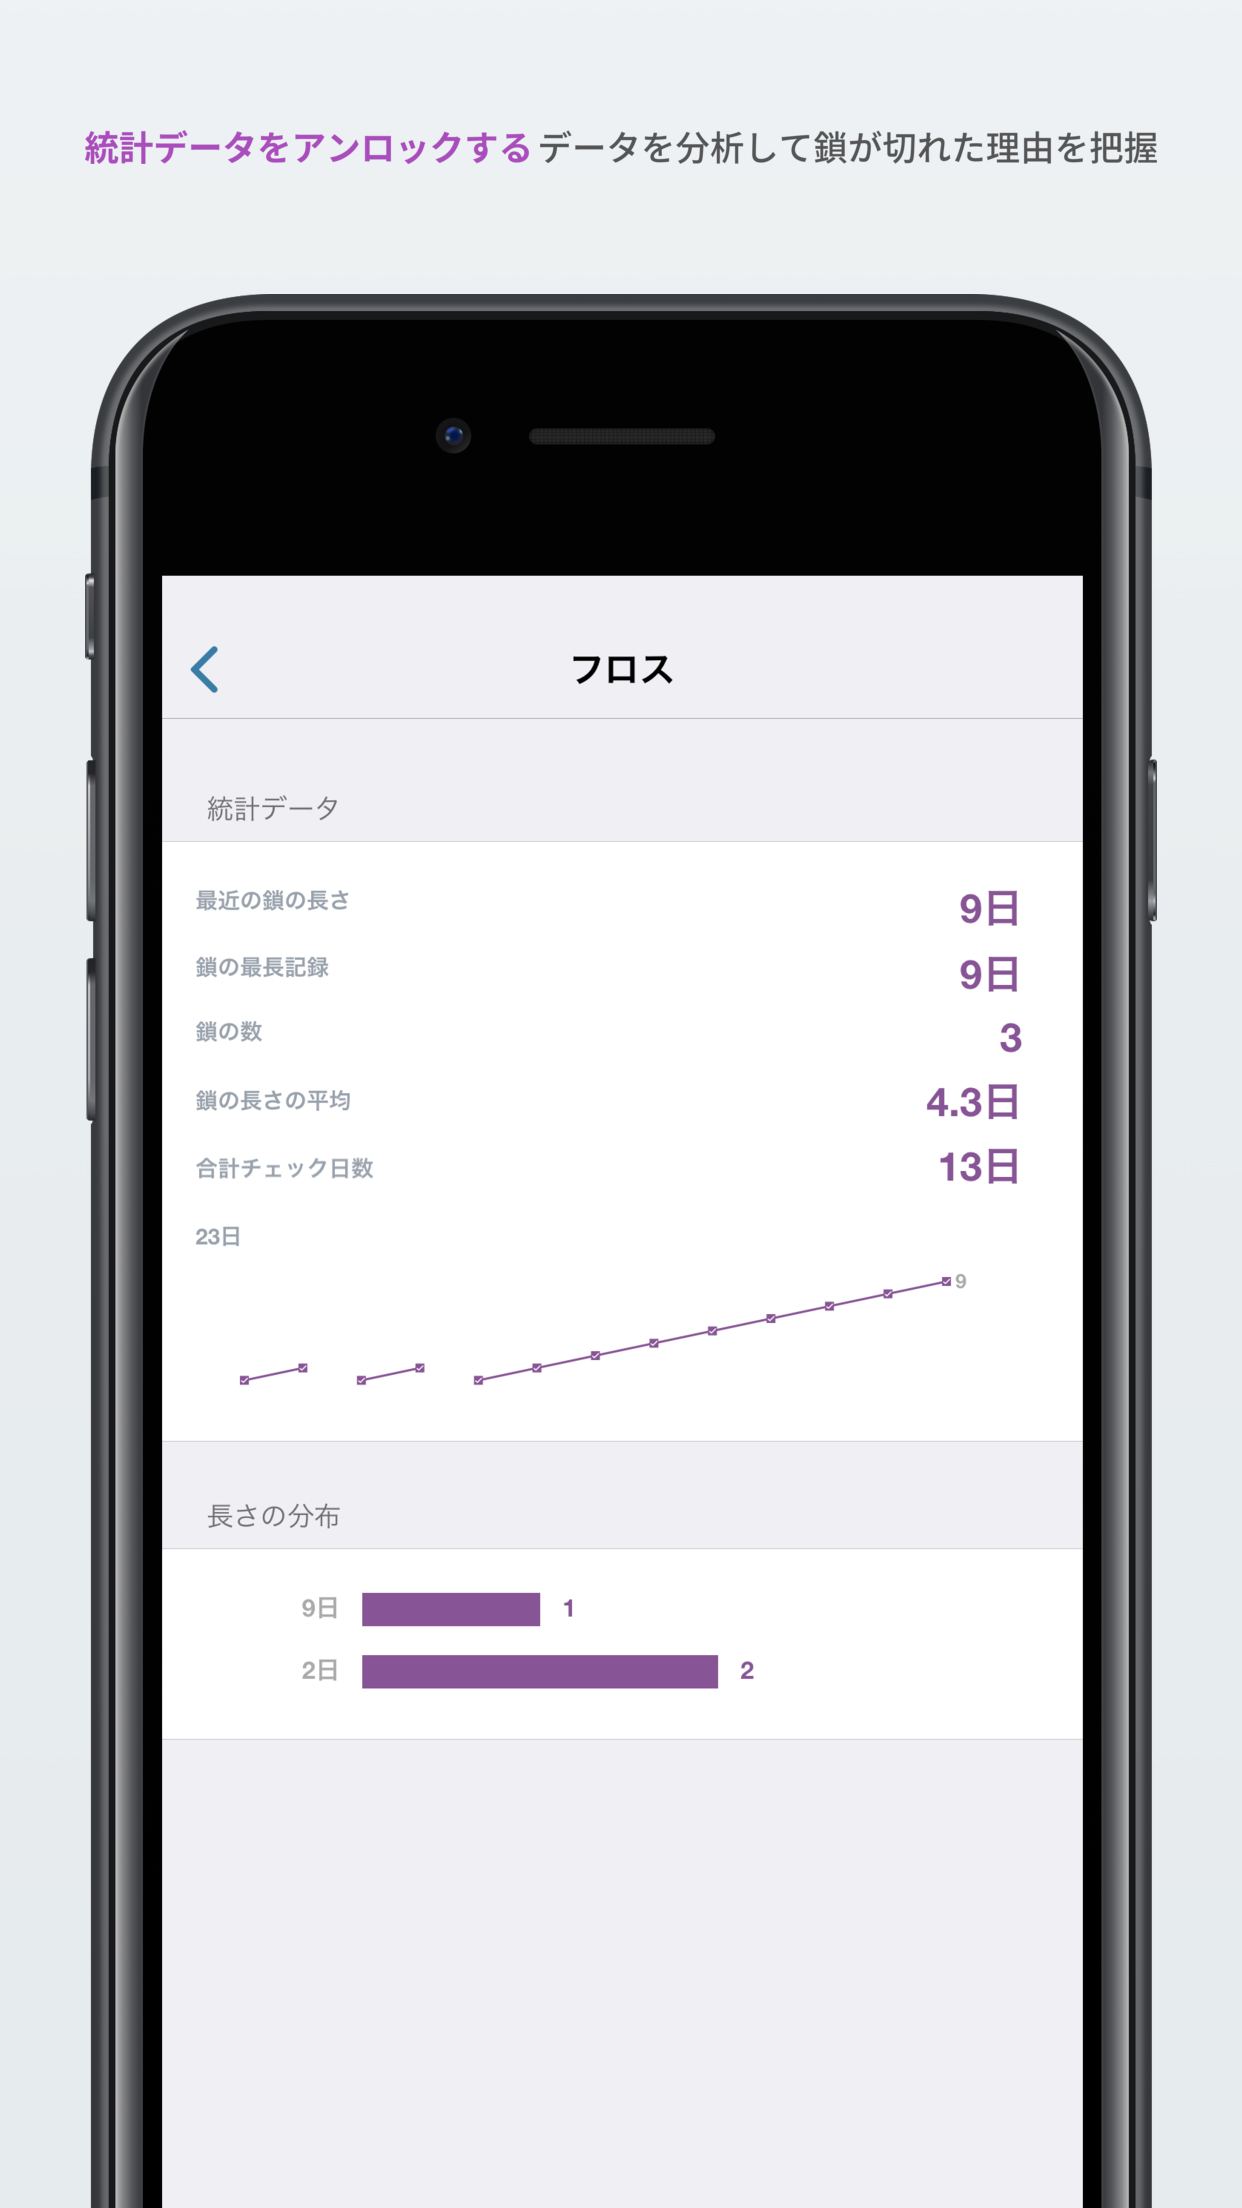 統計データをアンロックする データを分析して鎖が切れた理由を把握
フロス
統計データ
最近の鎖の長さ 9日
鎖の最長記録 9日
鎖の数 3
鎖の長さの平均 4.3日
合計チェック日数 13日
23日
9
長さの分布
9日 1
2日 2